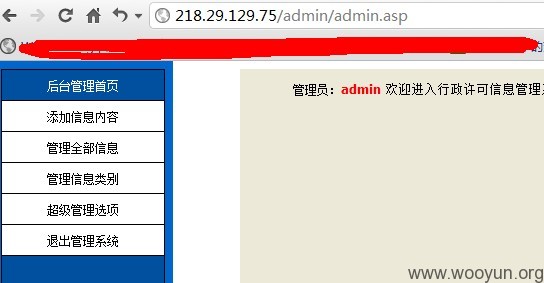 218.29.129.75/admin/admin.asp
的
后台管理首页
管理员：admin 欢迎进入行政许可信息管理
添加信息内容
管理全部信息
管理信息类别
超级管理选项
退出管理系统
www.wooyun.org